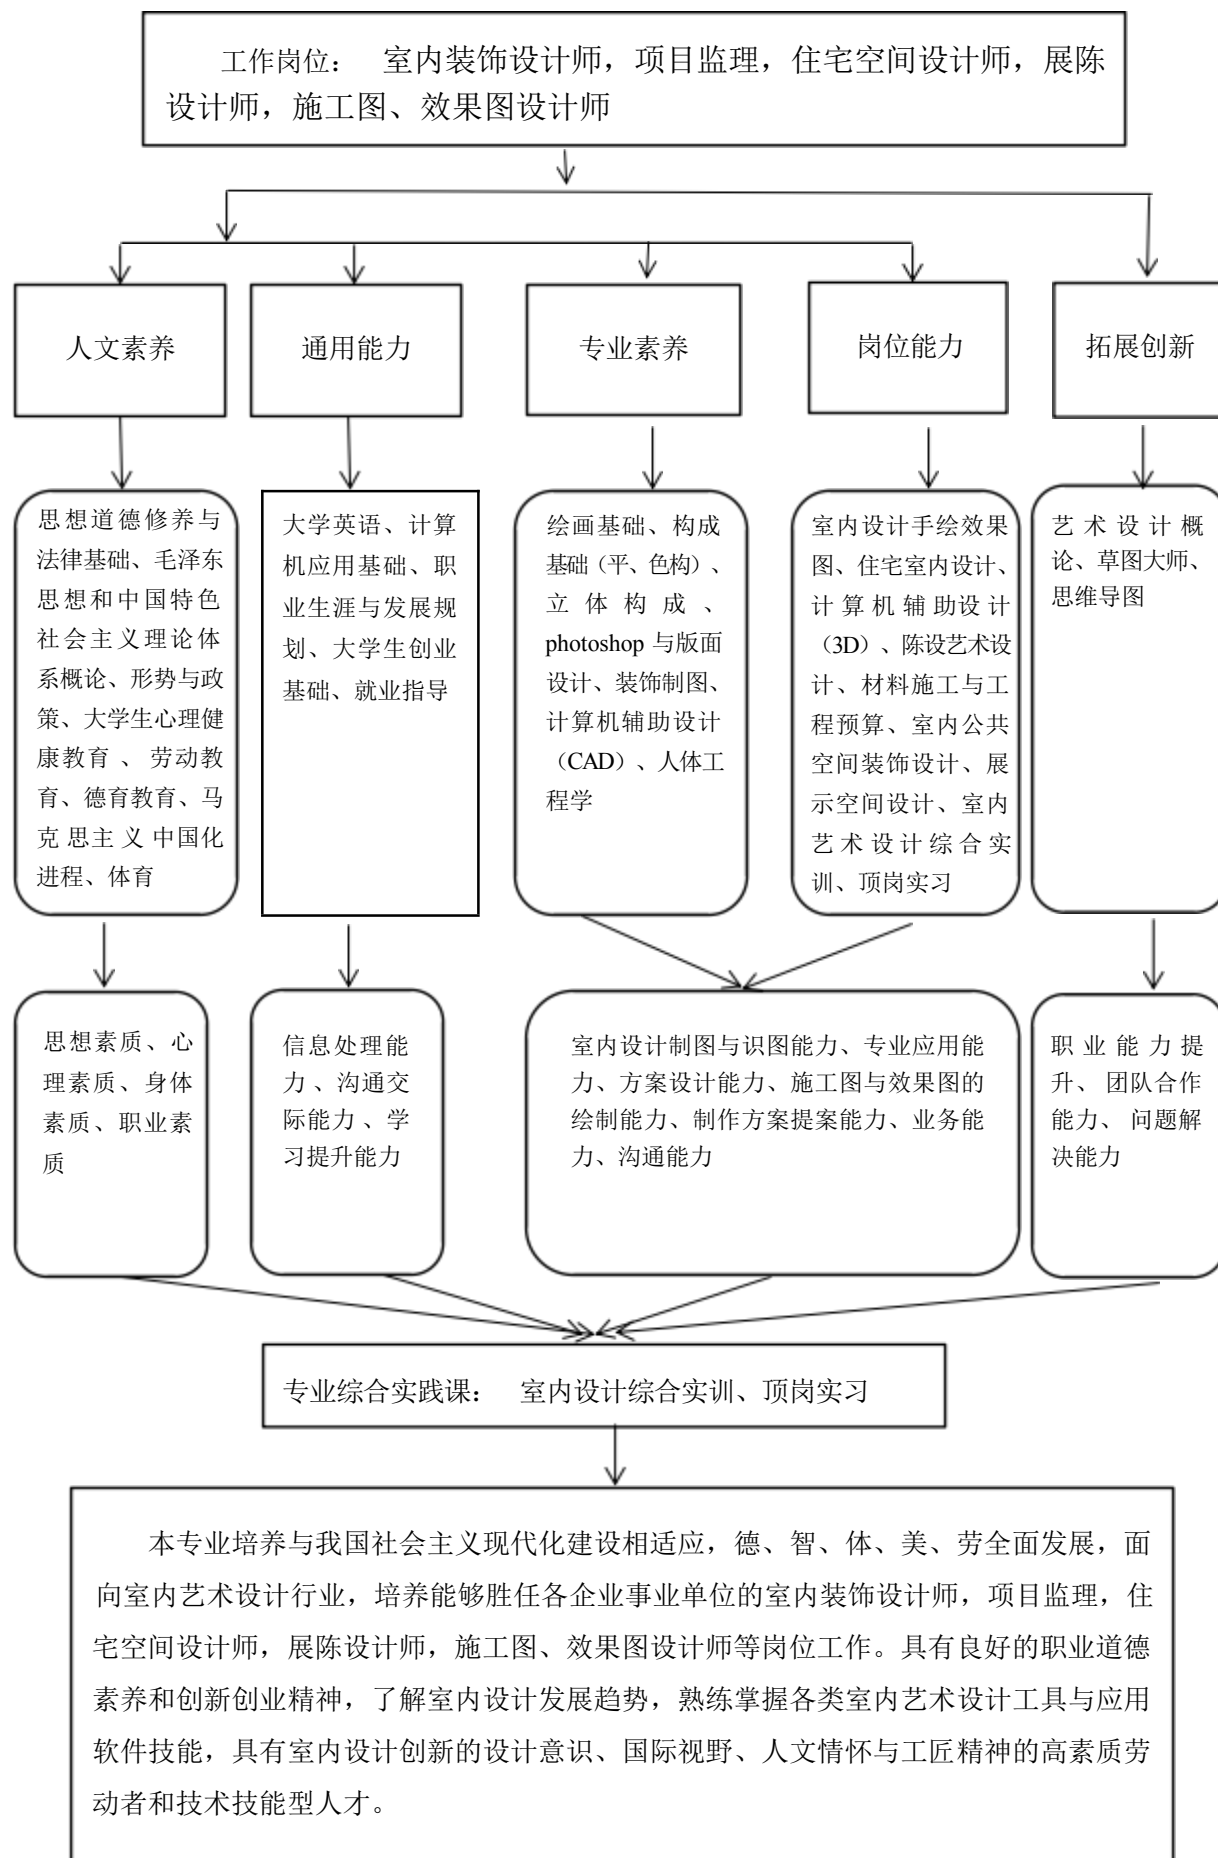 工作岗位： 室内装饰设计师，项目监理，住宅空间设计师，展陈
设计师，施工图、效果图设计师
人文素养
通用能力
专业素养
岗位能力
拓展创新
思想道德修养与
法律基础、毛泽东
思想和中国特色
社会主义理论体
系概论、形势与政
策、大学生心理健
康教育、劳动教
育、德育教育、马
克思主义中国化
进程、体育
大学英语、计算
机应用基础、职
业生涯与发展规
划、大学生创业
基础、就业指导
绘画基础、构成
基础（平、色构）、
立体构成、
photoshop 与版面
设计、装饰制图、
计算机辅助设计
（CAD）、人体工
程学
室内设计手绘效果
图、住宅室内设计、
计算机辅助设计
（3D）、陈设艺术设
计、材料施工与工
程预算、室内公共
空间装饰设计、展
示空间设计、室内
艺术设计综合实
训、顶岗实习
艺术设计概
论、草图大师、
思维导图
思想素质、心
理素质、身体
素质、职业素
质
信息处理能
力、沟通交
际能力、学
习提升能力
室内设计制图与识图能力、专业应用能
力、方案设计能力、施工图与效果图的
绘制能力、制作方案提案能力、业务能
力、沟通能力
职业能力提
升、团队合作
能力、问题解
决能力
专业综合实践课： 室内设计综合实训、顶岗实习
本专业培养与我国社会主义现代化建设相适应，德、智、体、美、劳全面发展，面
向室内艺术设计行业，培养能够胜任各企业事业单位的室内装饰设计师，项目监理，住
宅空间设计师，展陈设计师，施工图、效果图设计师等岗位工作。具有良好的职业道德
素养和创新创业精神，了解室内设计发展趋势，熟练掌握各类室内艺术设计工具与应用
软件技能，具有室内设计创新的设计意识、国际视野、人文情怀与工匠精神的高素质劳
动者和技术技能型人才。